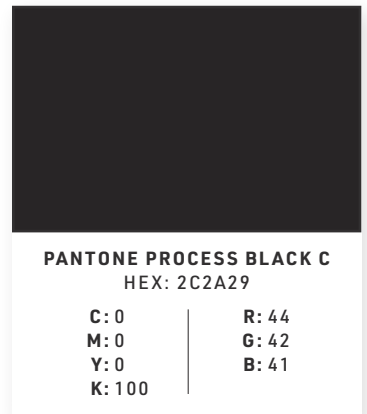 PANTONE PROCESS BLACK C
HEX: 2C2A29
C: 0
M: 0
Y: 0
K: 100
R: 44
G: 42
B: 41